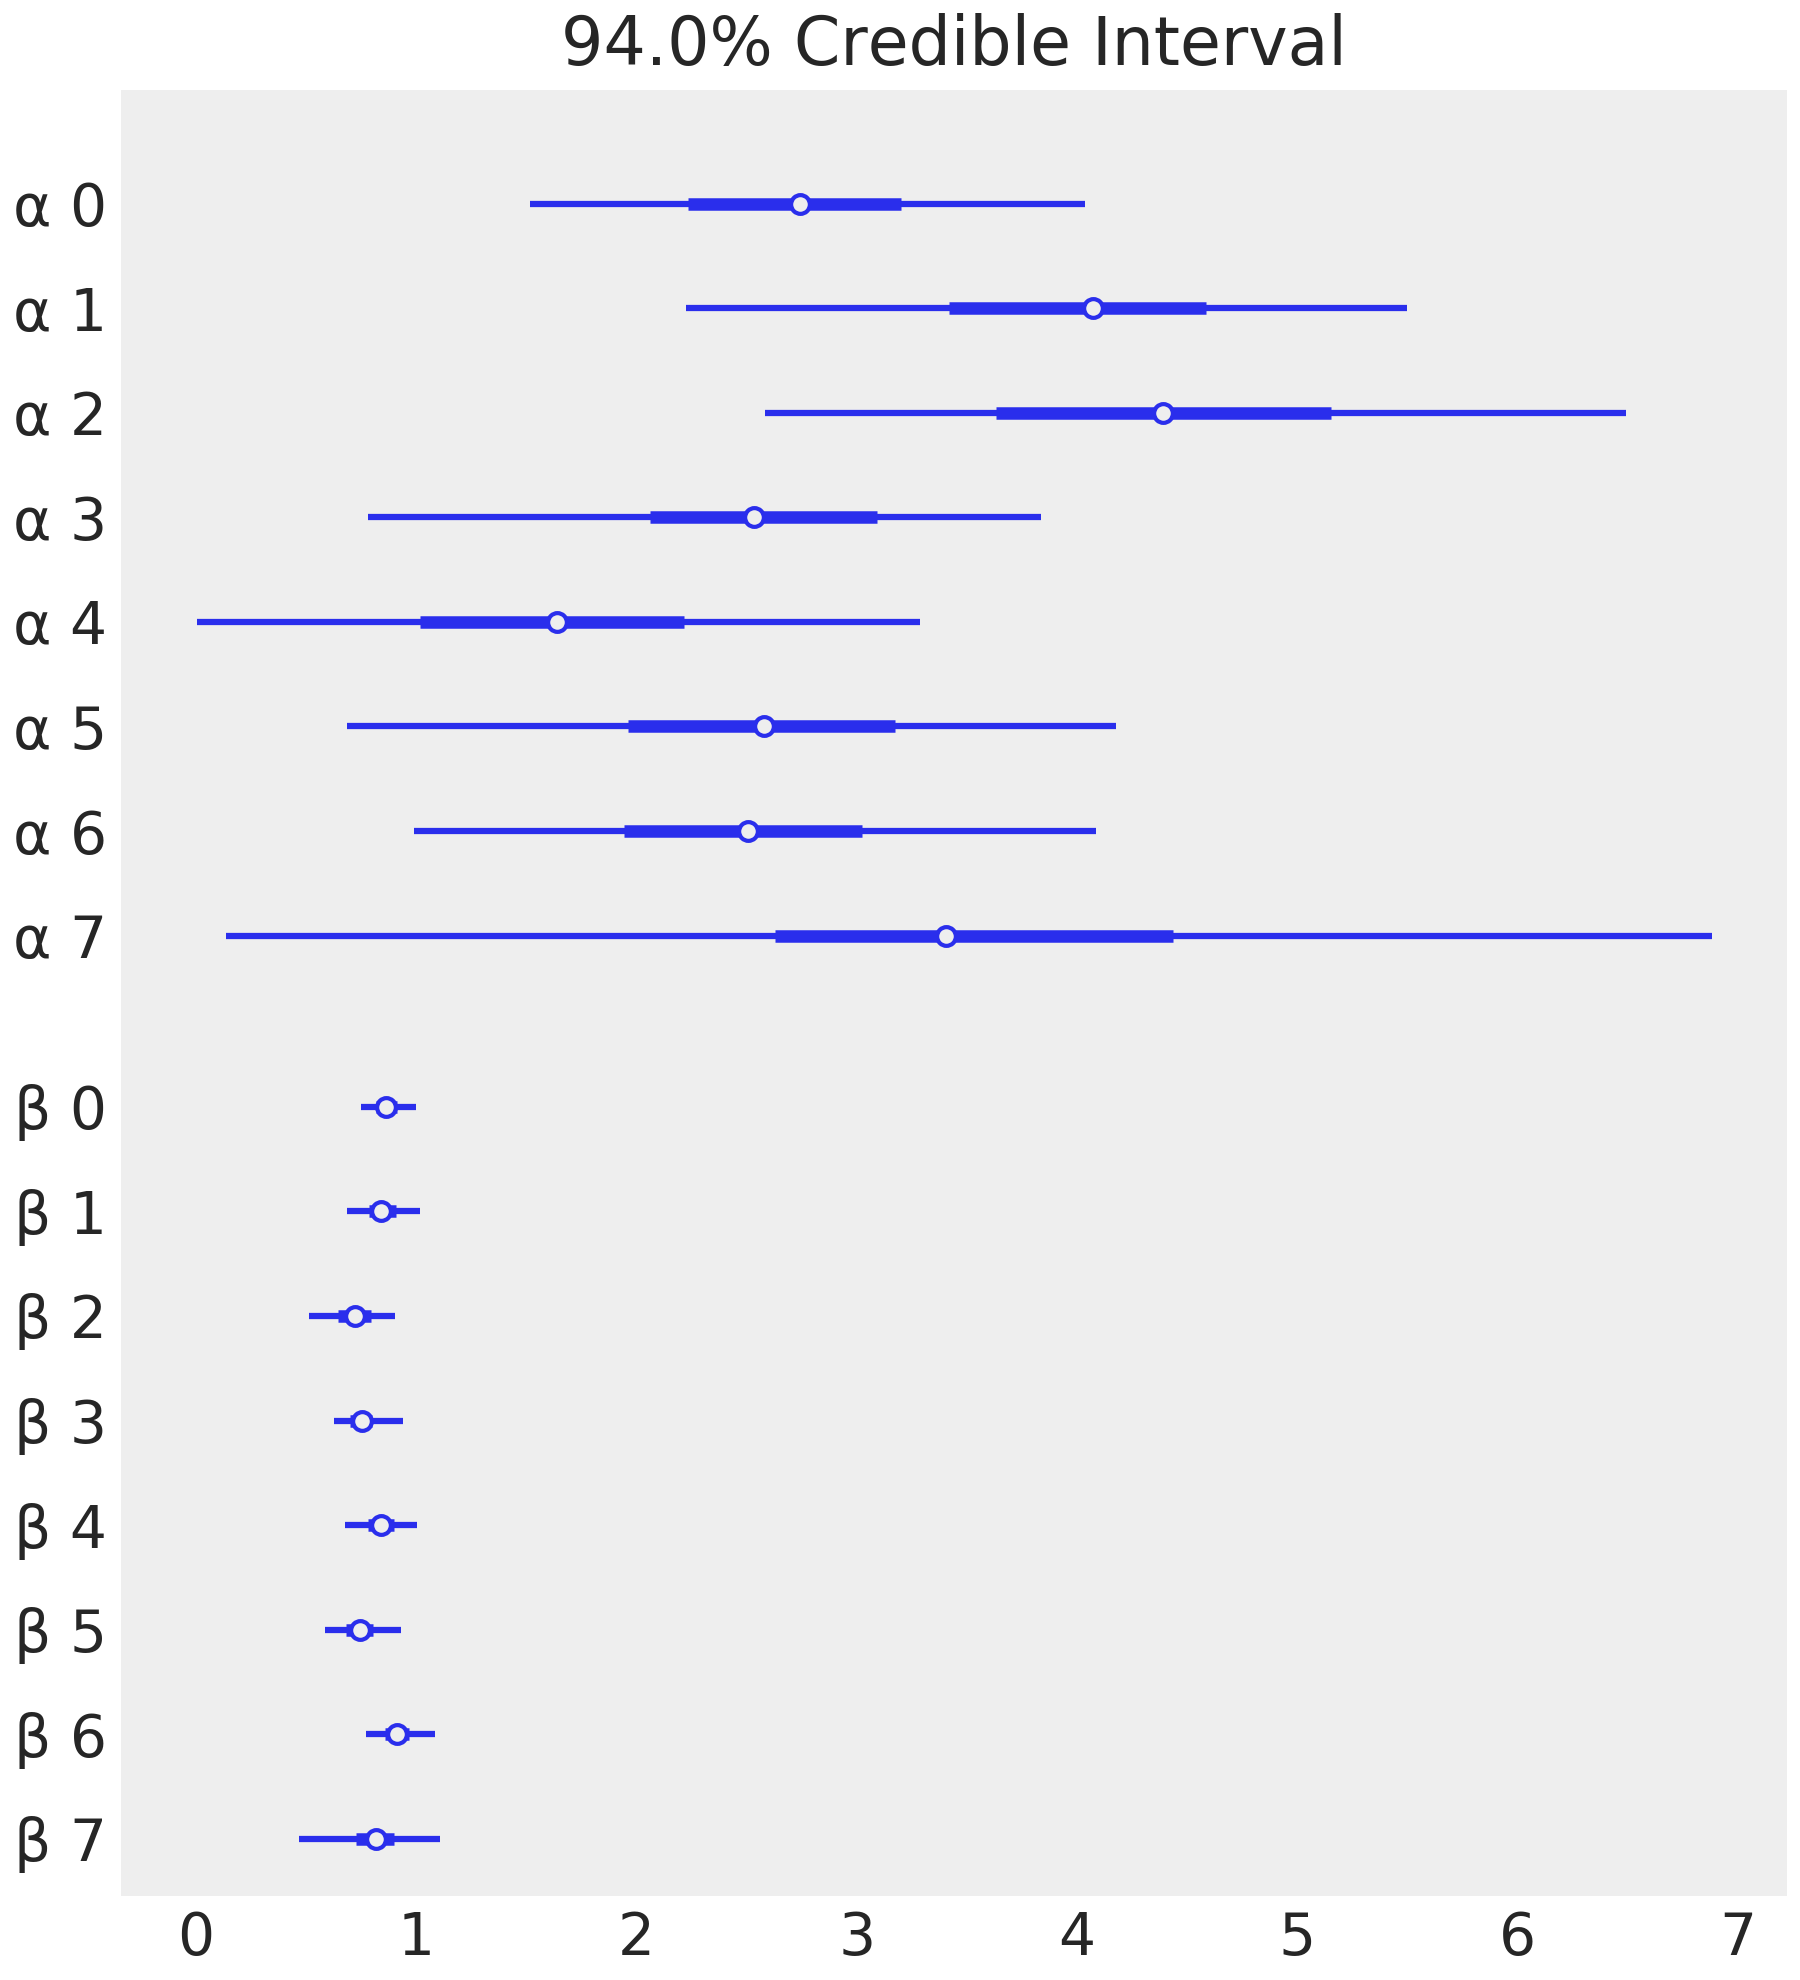 94.0% Credible Interval
α 0
α 1
α 2
α 3
α 4
α 5
α 6
α 7
β 0
β 1
β 2
β 3
β 4
β 5
β 6
β 7
0 1 2 3 4 5 6 7